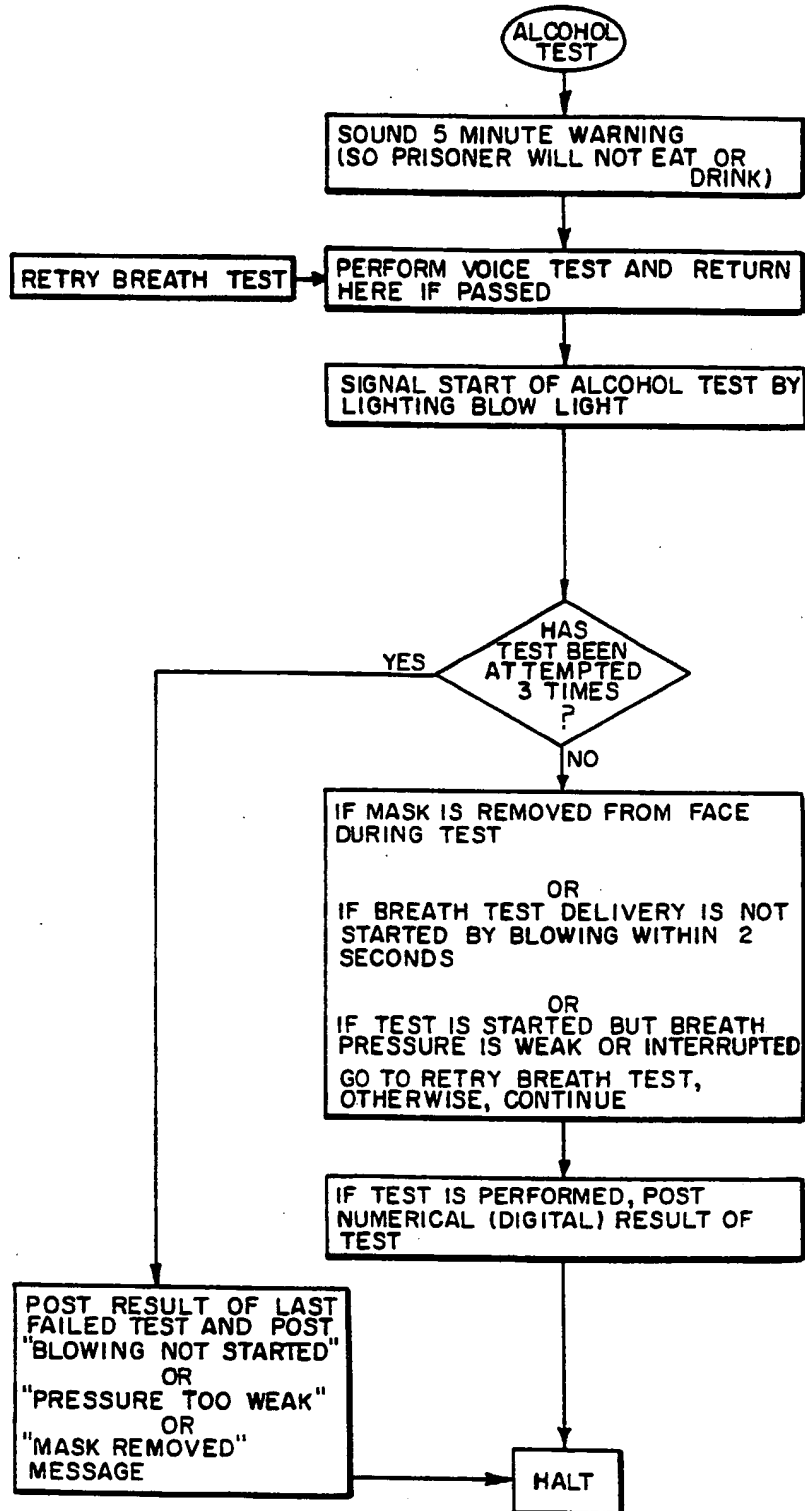 ALCOHOL
TEST
SOUND 5 MINUTE WARNING
(SO PRISONER WILL NOT EAT OR
DRINK)
RETRY BREATH TEST
PERFORM VOICE TEST AND RETURN
HERE IF PASSED
SIGNAL START OF ALCOHOL TEST BY
LIGHTING BLOW LIGHT
HAS
TEST BEEN
ATTEMPTED
3 TIMES
?
YES
NO
IF MASK IS REMOVED FROM FACE
DURING TEST
OR
IF BREATH TEST DELIVERY IS NOT
STARTED BY BLOWING WITHIN 2
SECONDS
OR
IF TEST IS STARTED BUT BREATH
PRESSURE IS WEAK OR INTERRUPTED
GO TO RETRY BREATH TEST,
OTHERWISE, CONTINUE
IF TEST IS PERFORMED, POST
NUMERICAL (DIGITAL) RESULT OF
TEST
POST RESULT OF LAST
FAILED TEST AND POST
"BLOWING NOT STARTED"
OR
"PRESSURE TOO WEAK"
OR
"MASK REMOVED"
MESSAGE
HALT